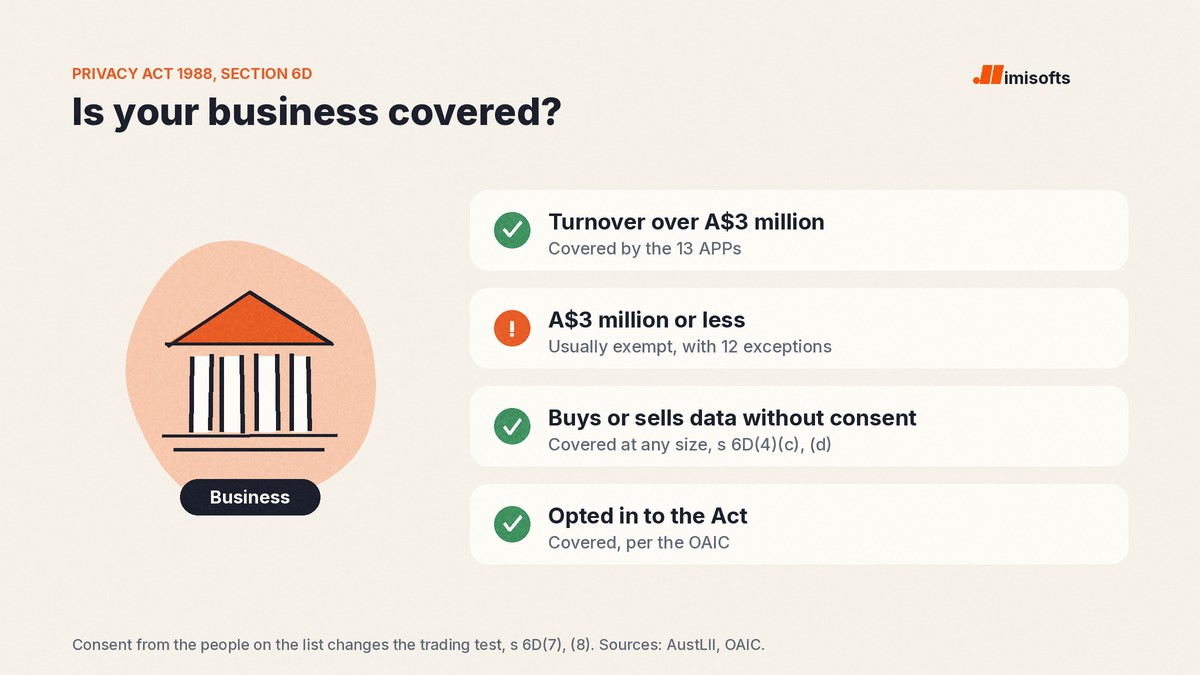 PRIVACY ACT 1988, SECTION 6D
Is your business covered?
imisofts
Turnover over A$3 million
Covered by the 13 APPs
A$3 million or less
Usually exempt, with 12 exceptions
Buys or sells data without consent
Covered at any size, s 6D(4)(c), (d)
Opted in to the Act
Covered, per the OAIC
Business
Consent from the people on the list changes the trading test, s 6D(7), (8). Sources: AustLII, OAIC.